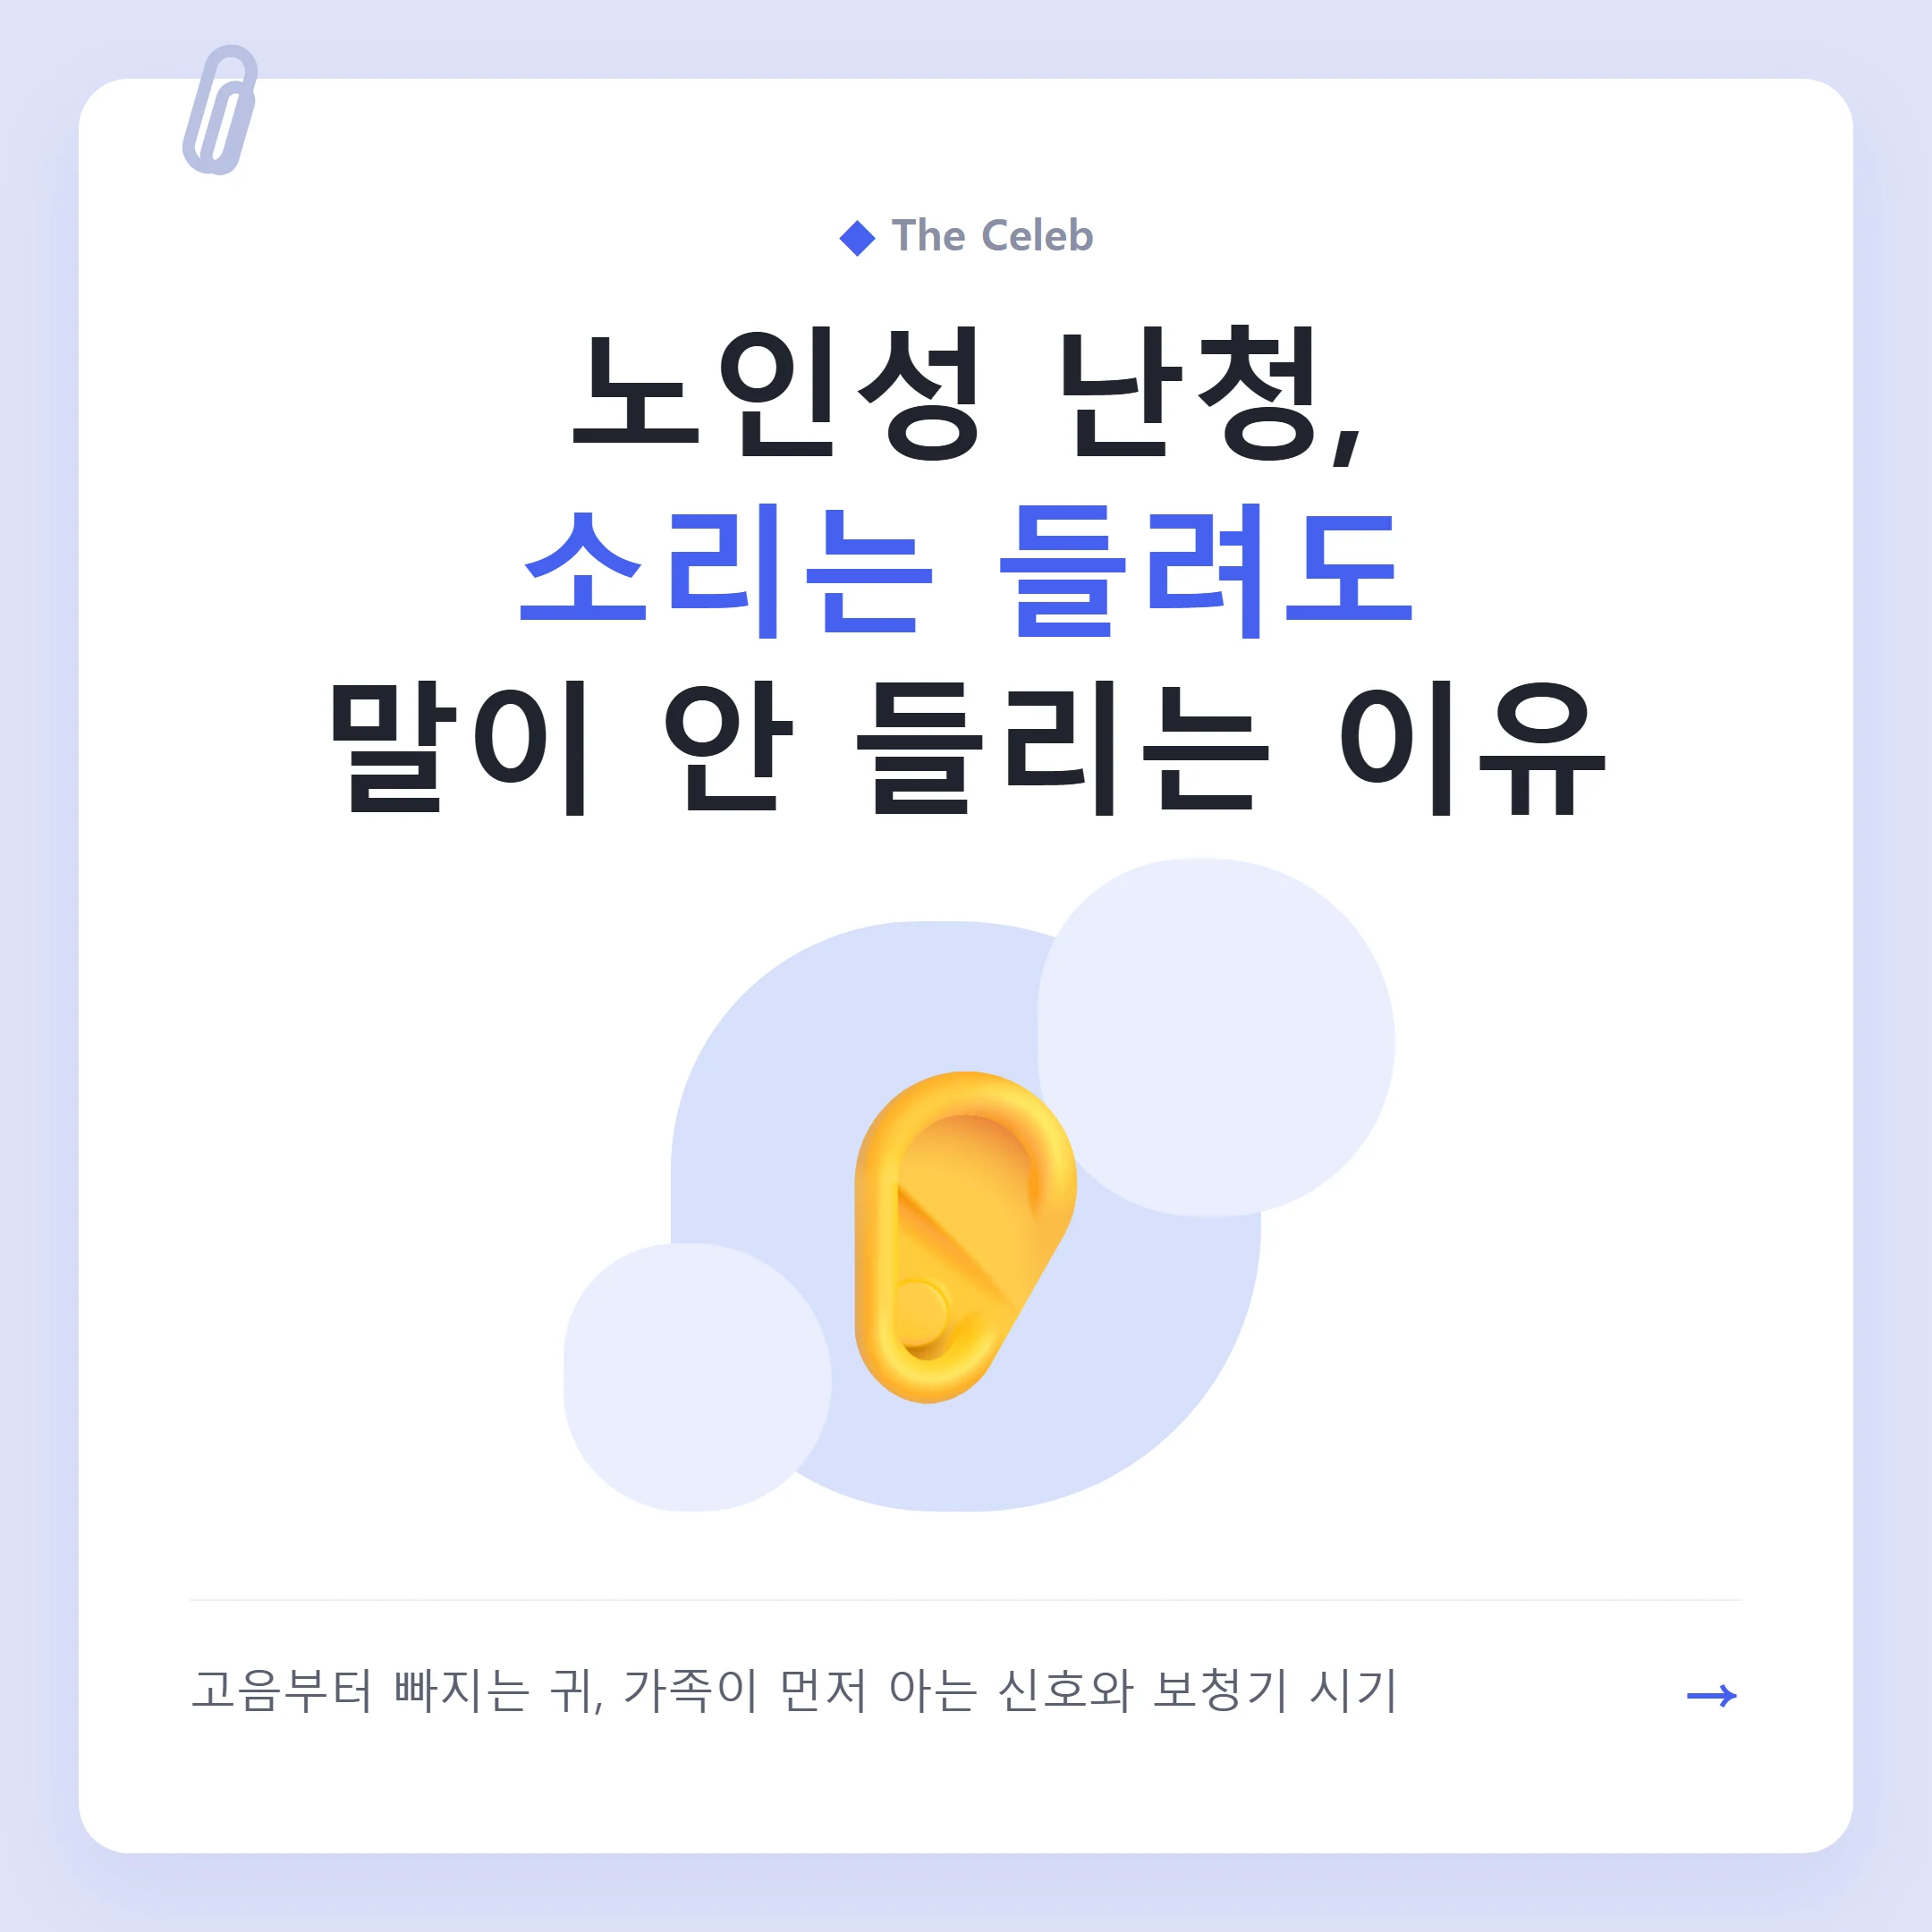 The Celeb
노인성 난청,
소리는 들려도
말이 안 들리는 이유
고음부터 빠지는 귀, 가족이 먼저 아는 신호와 보청기 시기
→